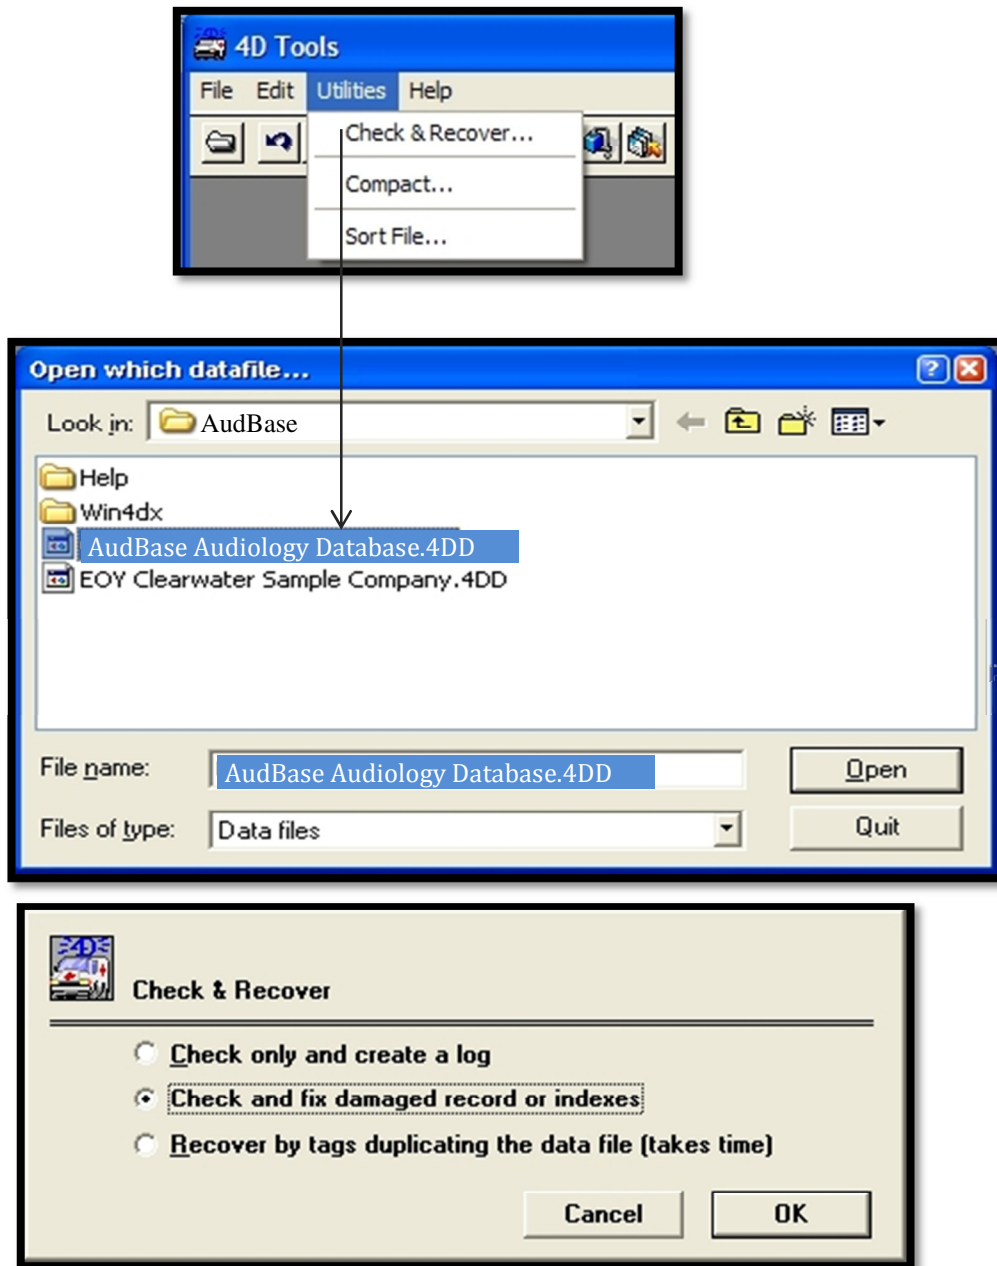 4D Tools
File Edit Utilities Help
Check & Recover...
Compact...
Sort File...
Open which datafile...
Look in: AudBase
Help
Win4dx
AudBase Audiology Database.4DD
EOY Clearwater Sample Company.4DD
File name: AudBase Audiology Database.4DD Open
Files of type: Data files Quit
4D
Check & Recover
Check only and create a log
Check and fix damaged record or indexes
Recover by tags duplicating the data file (takes time)
Cancel OK